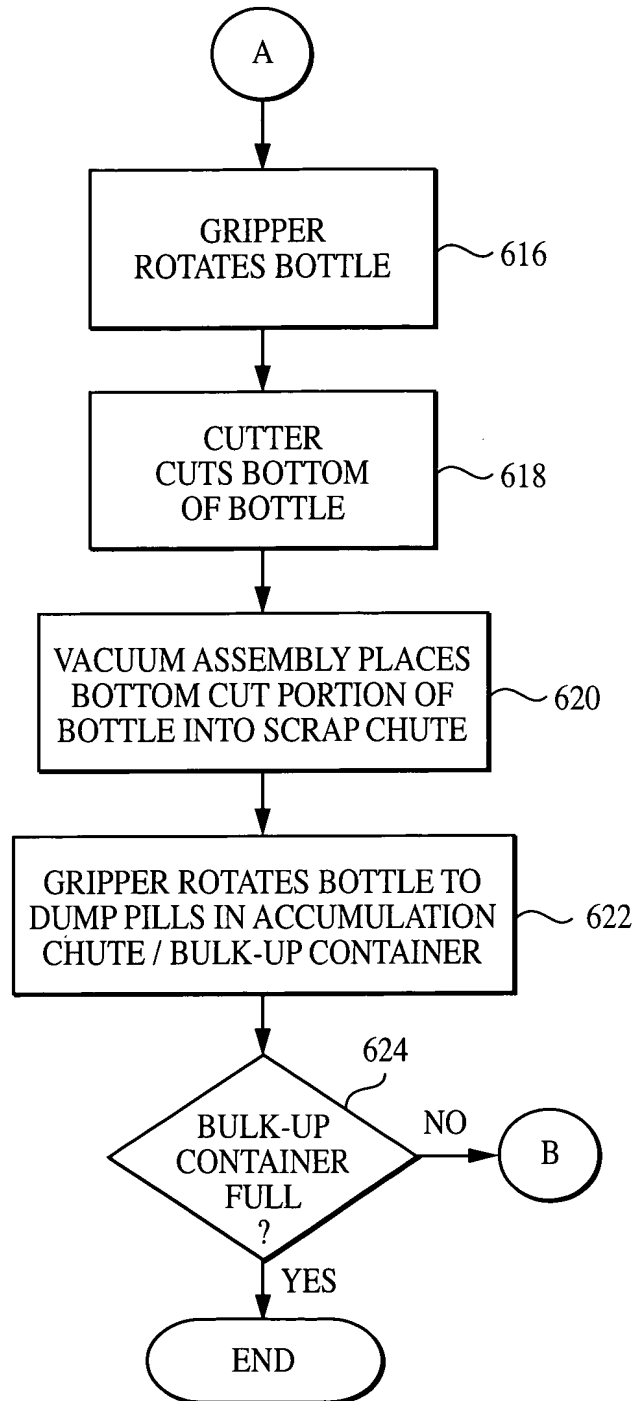 A
GRIPPER
ROTATES BOTTLE
616
CUTTER
CUTS BOTTOM
OF BOTTLE
618
VACUUM ASSEMBLY PLACES
BOTTOM CUT PORTION OF
BOTTLE INTO SCRAP CHUTE
620
GRIPPER ROTATES BOTTLE TO
DUMP PILLS IN ACCUMULATION
CHUTE / BULK-UP CONTAINER
622
624
BULK-UP
CONTAINER
FULL
?
NO
B
YES
END